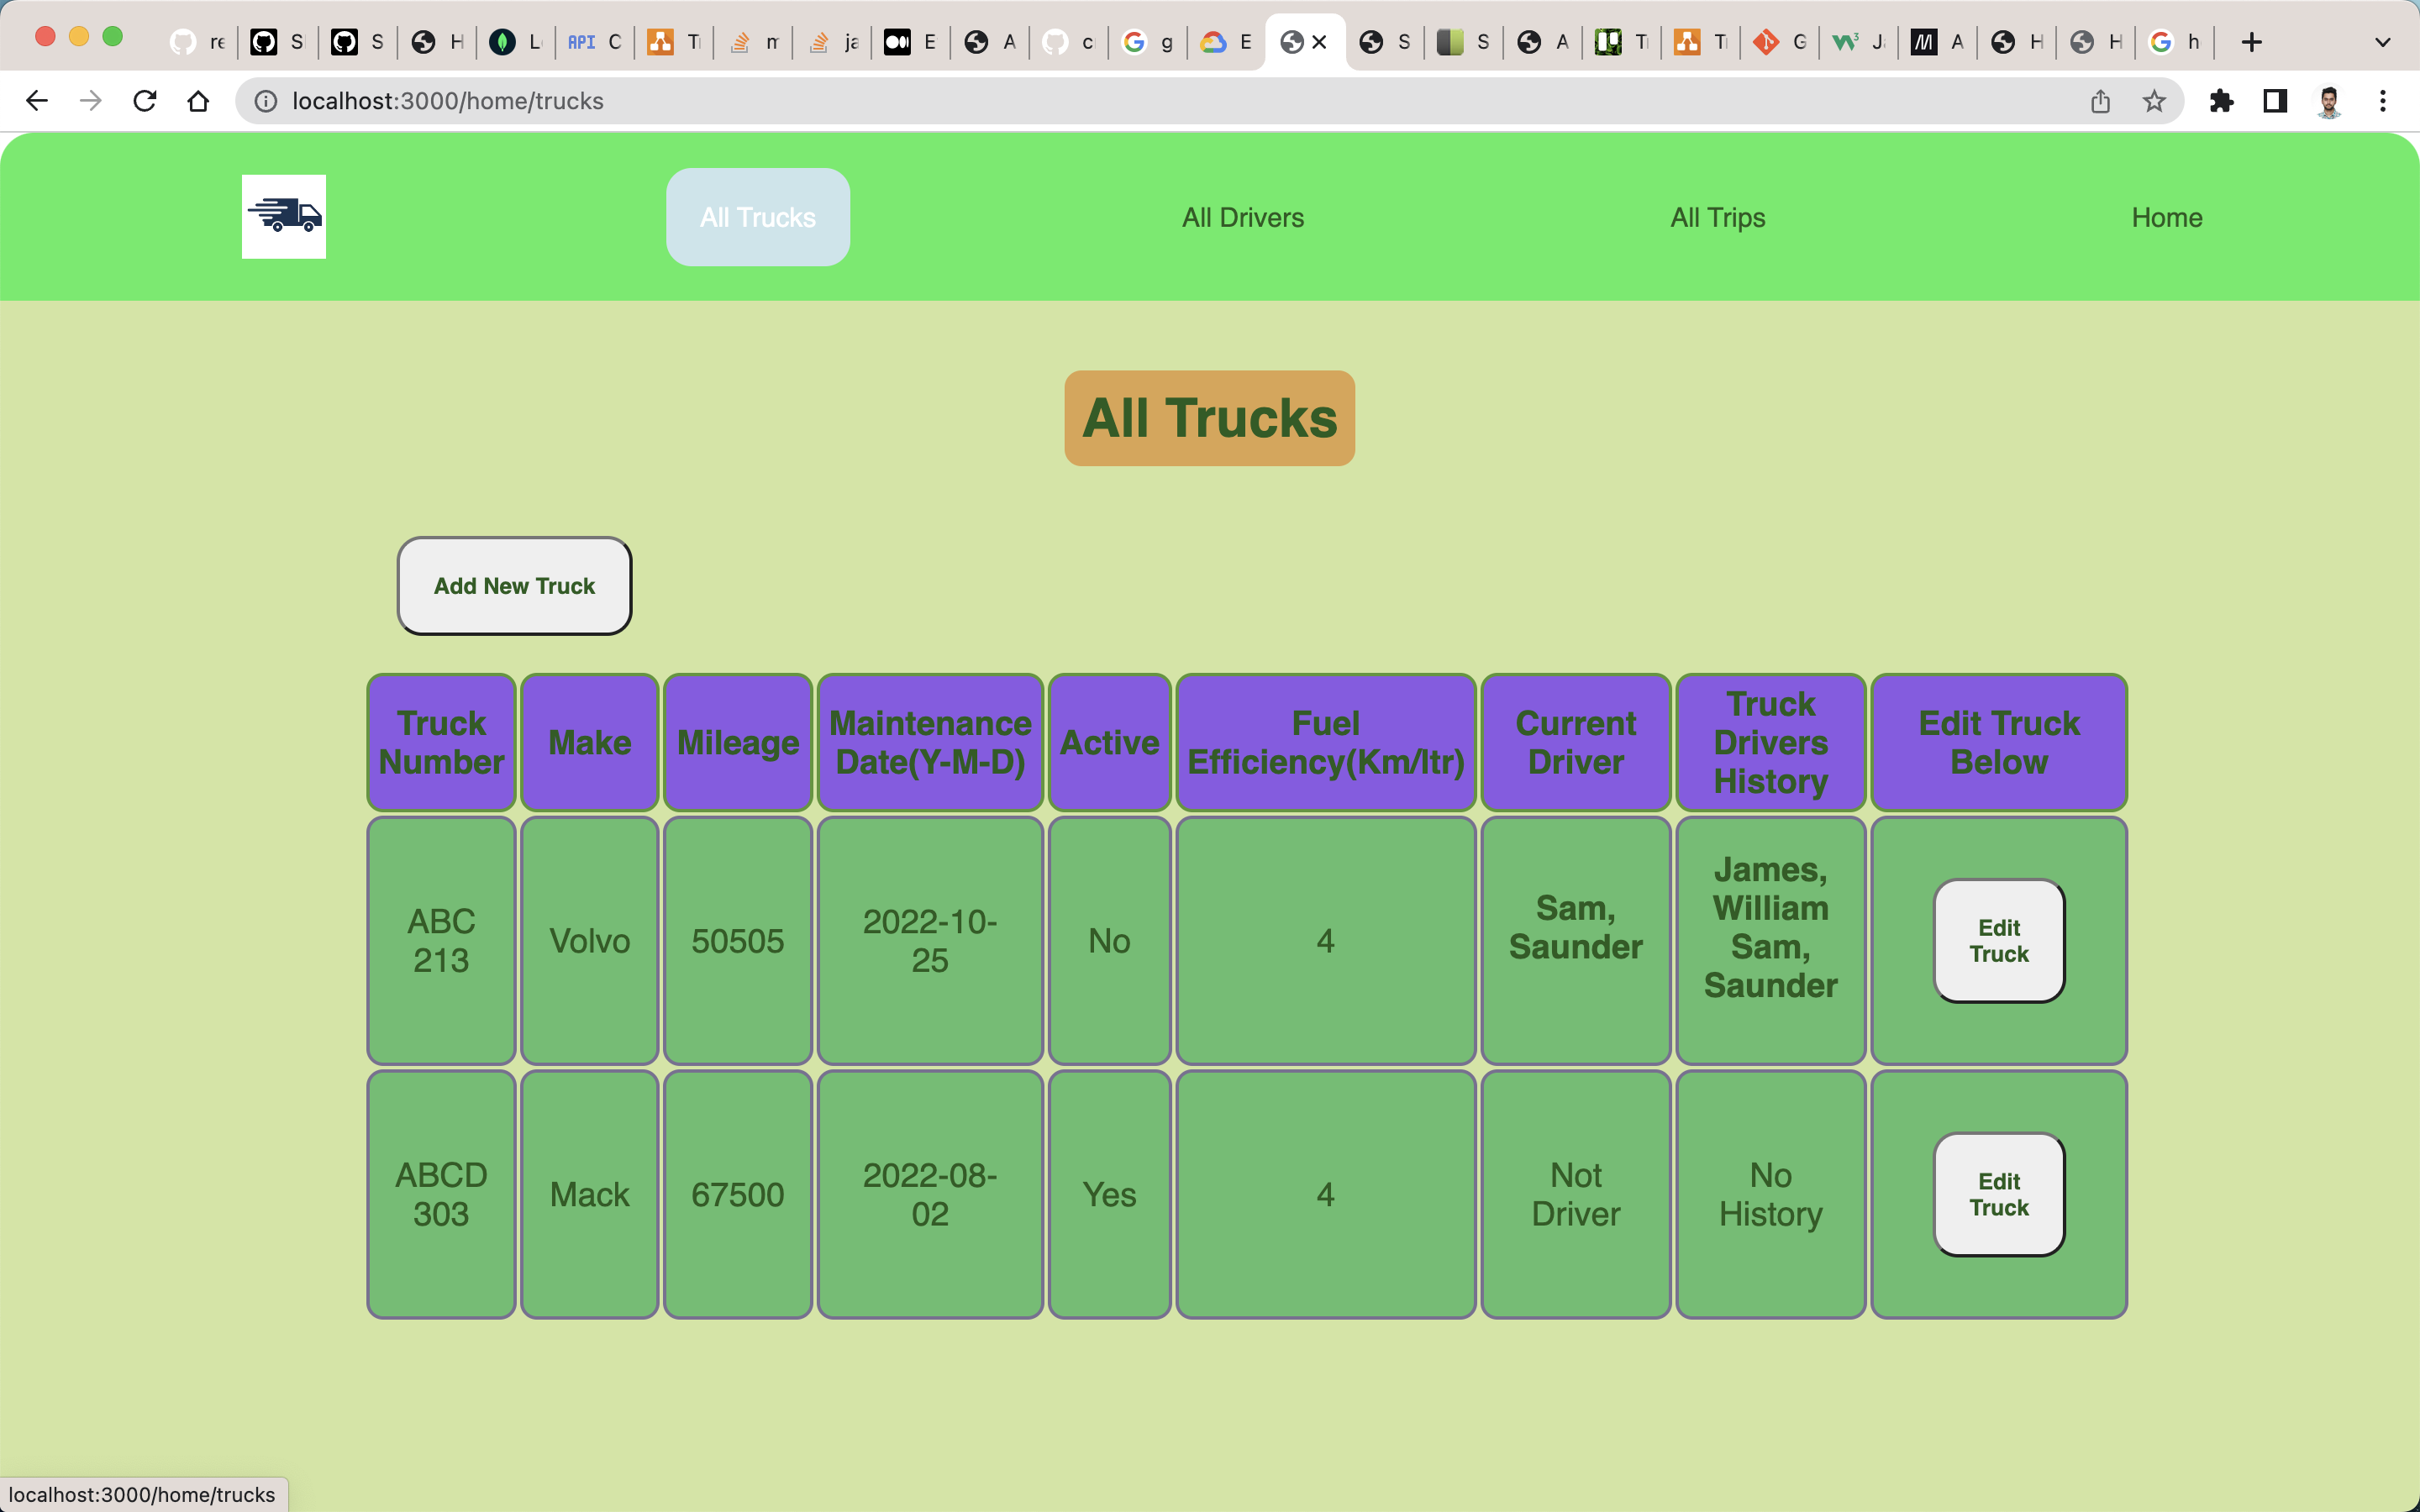 re S S H L API C T m ja E A c g E S S A T T G J A H H h
localhost:3000/home/trucks
All Trucks All Drivers All Trips Home
All Trucks
Add New Truck
Truck Number
Make
Mileage
Maintenance Date(Y-M-D)
Active
Fuel Efficiency(Km/ltr)
Current Driver
Truck Drivers History
Edit Truck Below
ABC 213
Volvo
50505
2022-10-25
No
4
Sam, Saunder
James, William Sam, Saunder
Edit Truck
ABCD 303
Mack
67500
2022-08-02
Yes
4
Not Driver
No History
Edit Truck
localhost:3000/home/trucks